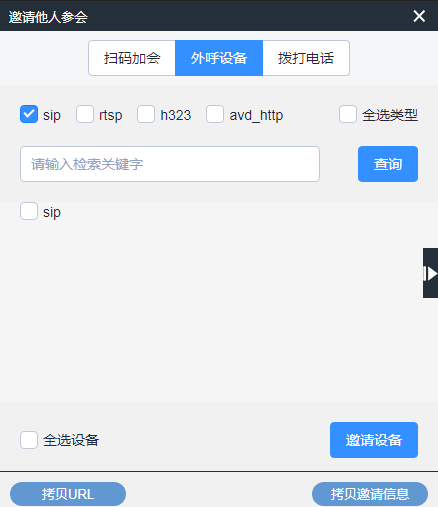 邀请他人参会
扫码加会 外呼设备 拨打电话
sip rtsp h323 avd_http 全选类型
请输入检索关键字 查询
sip
全选设备 邀请设备
拷贝URL 拷贝邀请信息